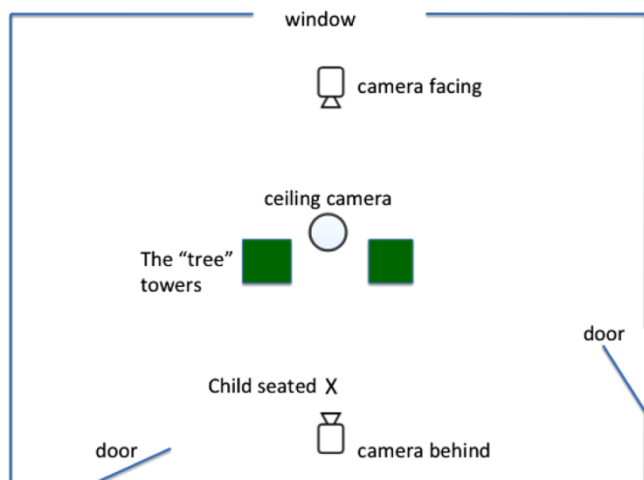 window
camera facing
ceiling camera
The “tree”
towers
door
Child seated X
door
camera behind